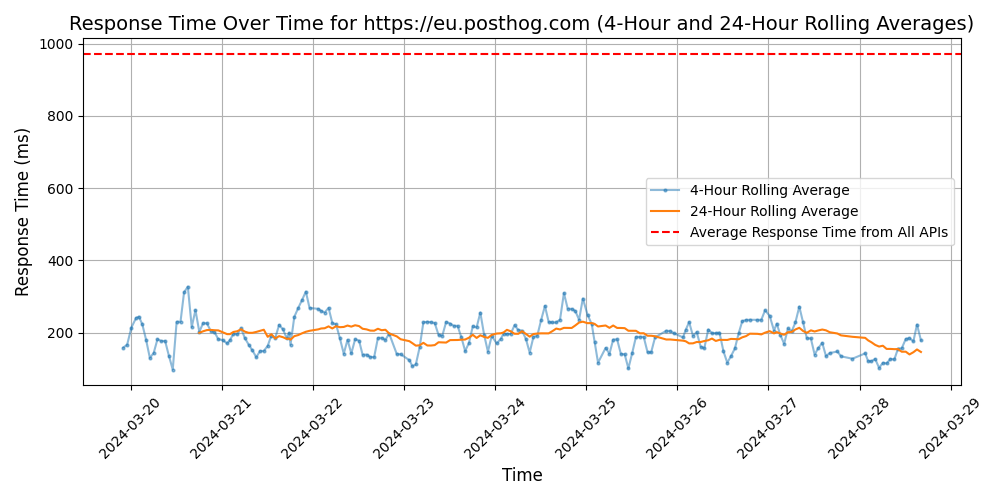 Response Time Over Time for https://eu.posthog.com (4-Hour and 24-Hour Rolling Averages)
Response Time (ms)
1000
800
600
400
200
4-Hour Rolling Average
24-Hour Rolling Average
Average Response Time from All APIs
2024-03-20
2024-03-21
2024-03-22
2024-03-23
2024-03-24
2024-03-25
2024-03-26
2024-03-27
2024-03-28
2024-03-29
Time